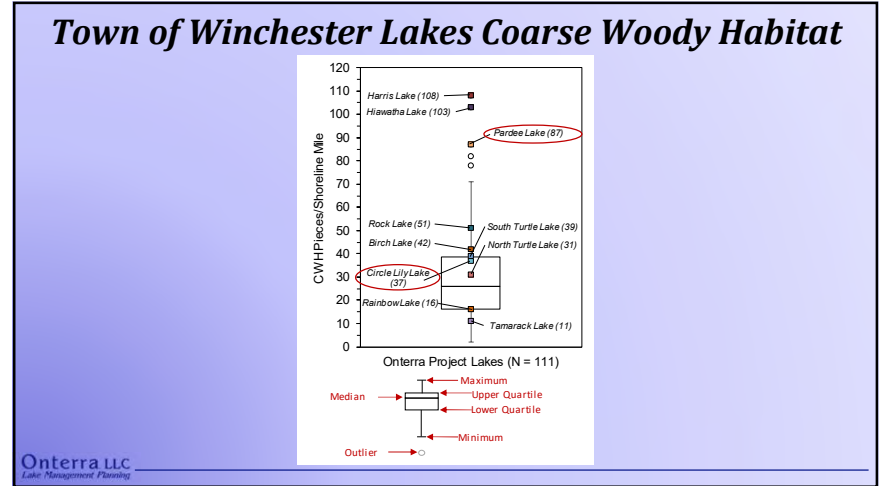 Town of Winchester Lakes Coarse Woody Habitat
CWH Pieces/Shoreline Mile
120
110
100
90
80
70
60
50
40
30
20
10
0
Harris Lake (108)
Hiawatha Lake (103)
Pardee Lake (87)
Rock Lake (51)
South Turtle Lake (39)
Birch Lake (42)
North Turtle Lake (31)
Circle Lily Lake
(37)
Rainbow Lake (16)
Tamarack Lake (11)
Onterra Project Lakes (N = 111)
Maximum
Median
Upper Quartile
Lower Quartile
Minimum
Outlier
Onterra LLC
Lake Management Planning